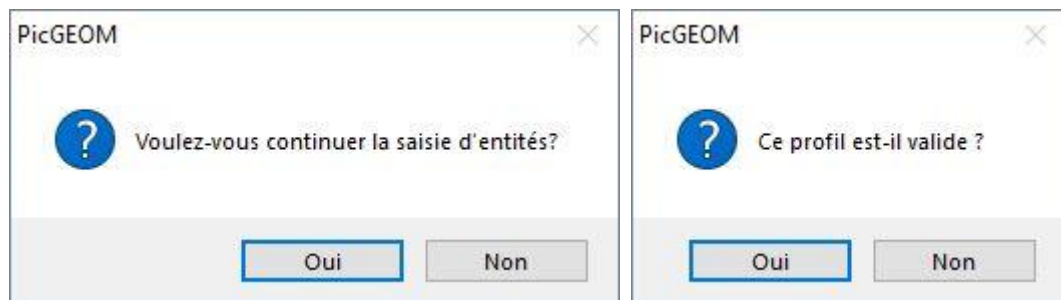 PicGEOM
Voulez-vous continuer la saisie d'entités?
Oui Non
PicGEOM
Ce profil est-il valide ?
Oui Non